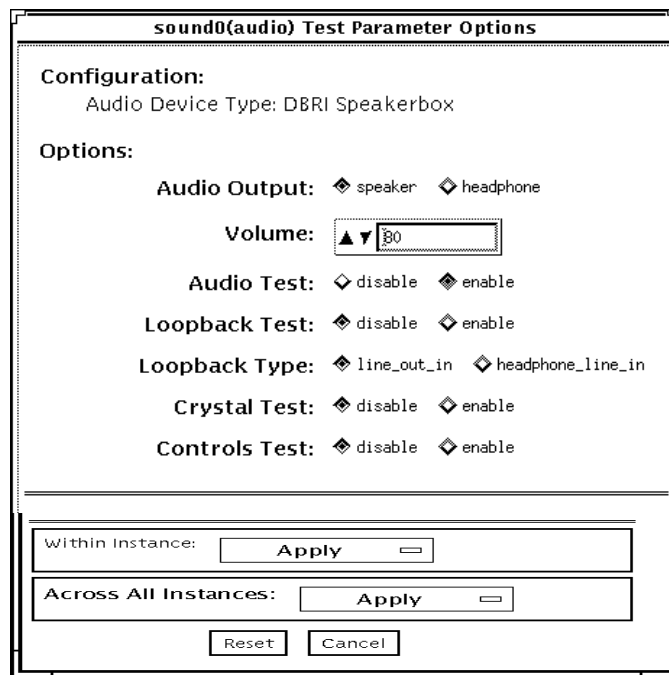 sound0(audio) Test Parameter Options
Configuration:
Audio Device Type: DBRI Speakerbox
Options:
Audio Output: speaker headphone
Volume: 80
Audio Test: disable enable
Loopback Test: disable enable
Loopback Type: line_out_in headphone_line_in
Crystal Test: disable enable
Controls Test: disable enable
Within Instance: Apply
Across All Instances: Apply
Reset Cancel